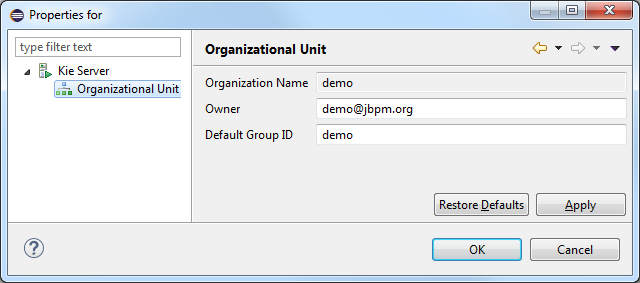 Properties for
type filter text
Kie Server
Organizational Unit
Organizational Unit
Organization Name demo
Owner demo@jbpm.org
Default Group ID demo
Restore Defaults Apply
? OK Cancel